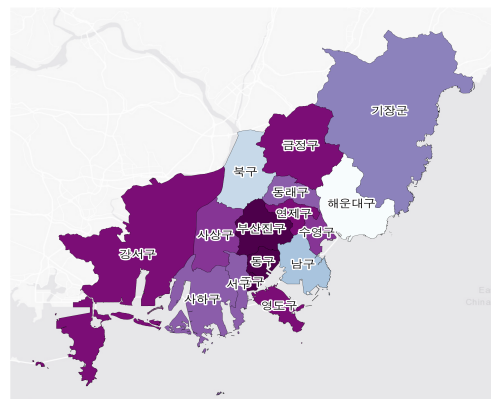 기장군
금정구
북구
동래구
해운대구
연제구
부산진구
수영구
사상구
강서구
동구
남구
서구
중구
사하구
영도구